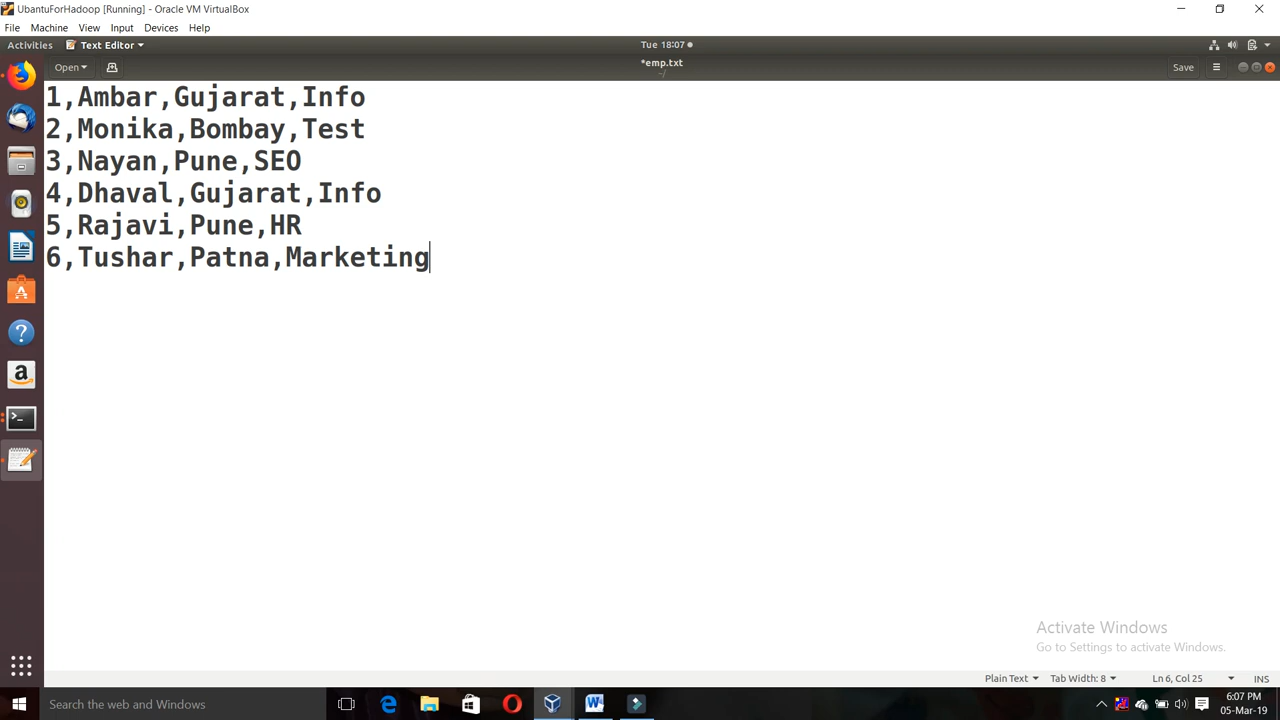 UbantuForHadoop [Running] - Oracle VM VirtualBox
File Machine View Input Devices Help
Activities Text Editor Tue 18:07
Open *emp.txt Save
~/
1,Ambar,Gujarat,Info
2,Monika,Bombay,Test
3,Nayan,Pune,SEO
4,Dhaval,Gujarat,Info
5,Rajavi,Pune,HR
6,Tushar,Patna,Marketing
Activate Windows
Go to Settings to activate Windows.
Plain Text Tab Width: 8 Ln 6, Col 25 INS
Search the web and Windows
6:07 PM
05-Mar-19